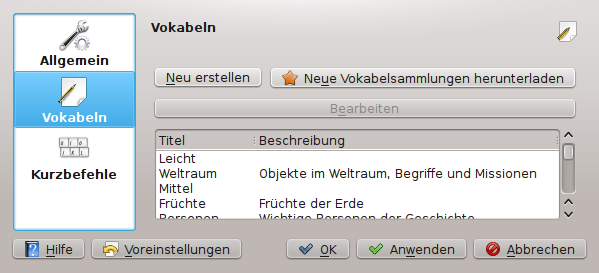 Vokabeln
Allgemein
Vokabeln
Kurzbefehle
Neu erstellen
Neue Vokabelsammlungen herunterladen
Bearbeiten
Titel Beschreibung
Leicht
Weltraum Objekte im Weltraum, Begriffe und Missionen
Mittel
Früchte Früchte der Erde
Personen Wichtige Personen der Geschichte
Hilfe
Voreinstellungen
OK
Anwenden
Abbrechen